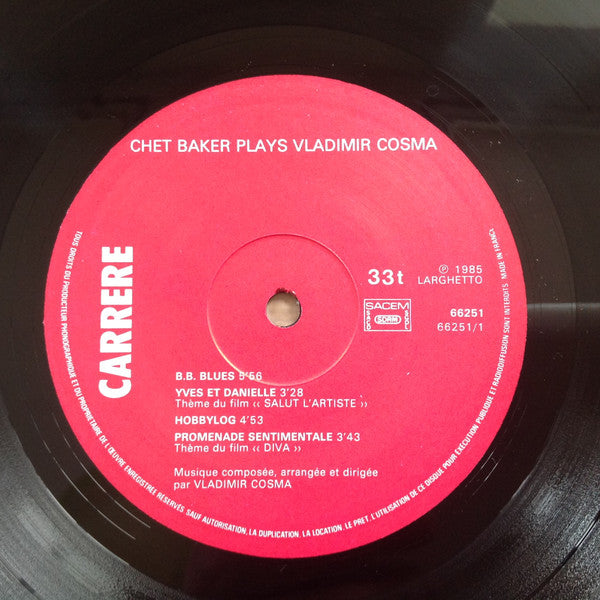 CHET BAKER PLAYS VLADIMIR COSMA
CARRERE
33t
℗ 1985
LARGHETTO
SACEM
SACD
SDRM
SGDL
66251
66251/1
B.B. BLUES 5'56
YVES ET DANIELLE 3'28
Thème du film ‹‹ SALUT L'ARTISTE ››
HOBBYLOG 4'53
PROMENADE SENTIMENTALE 3'43
Thème du film ‹‹ DIVA ››
Musique composée, arrangée et dirigée
par VLADIMIR COSMA
TOUS DROITS DU PRODUCTEUR PHONOGRAPHIQUE ET DU PROPRIETAIRE DE L'ŒUVRE ENREGISTREE RESERVES SAUF AUTORISATION, LA DUPLICATION, LA LOCATION, LE PRET, L'UTILISATION DE CE DISQUE POUR EXECUTION PUBLIQUE ET RADIODIFFUSION SONT INTERDITS MADE IN FRANCE